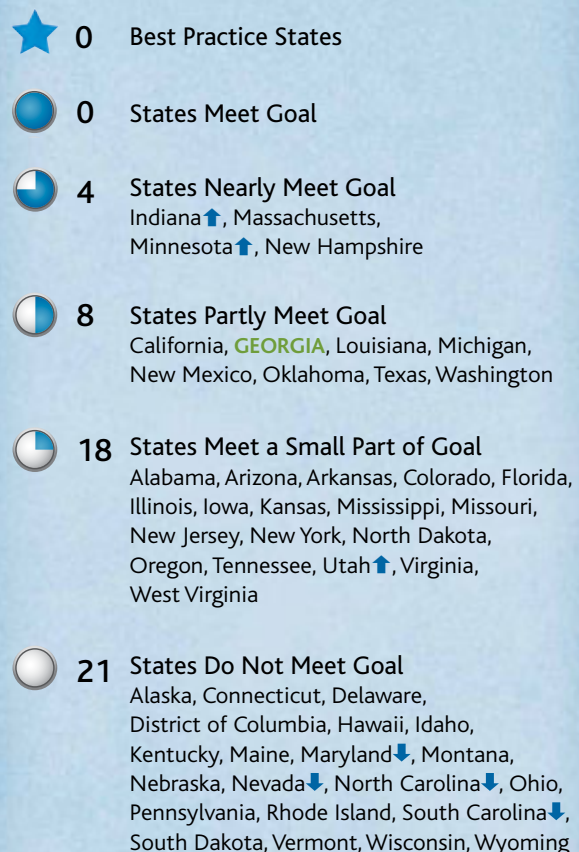 0 Best Practice States
0 States Meet Goal
4 States Nearly Meet Goal
Indiana⬆, Massachusetts,
Minnesota⬆, New Hampshire
8 States Partly Meet Goal
California, GEORGIA, Louisiana, Michigan,
New Mexico, Oklahoma, Texas, Washington
18 States Meet a Small Part of Goal
Alabama, Arizona, Arkansas, Colorado, Florida,
Illinois, Iowa, Kansas, Mississippi, Missouri,
New Jersey, New York, North Dakota,
Oregon, Tennessee, Utah⬆, Virginia,
West Virginia
21 States Do Not Meet Goal
Alaska, Connecticut, Delaware,
District of Columbia, Hawaii, Idaho,
Kentucky, Maine, Maryland⬇, Montana,
Nebraska, Nevada⬇, North Carolina⬇, Ohio,
Pennsylvania, Rhode Island, South Carolina⬇,
South Dakota, Vermont, Wisconsin, Wyoming